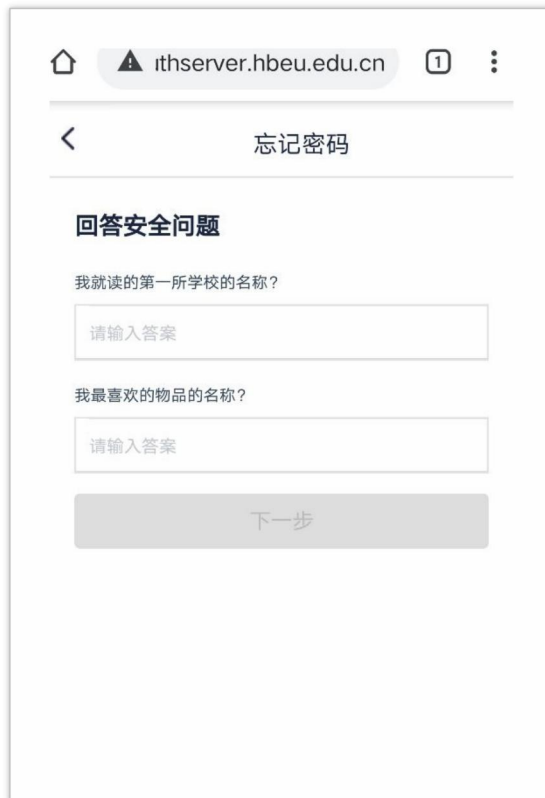 ıthserver.hbeu.edu.cn 1
忘记密码
回答安全问题
我就读的第一所学校的名称？
请输入答案
我最喜欢的物品的名称？
请输入答案
下一步